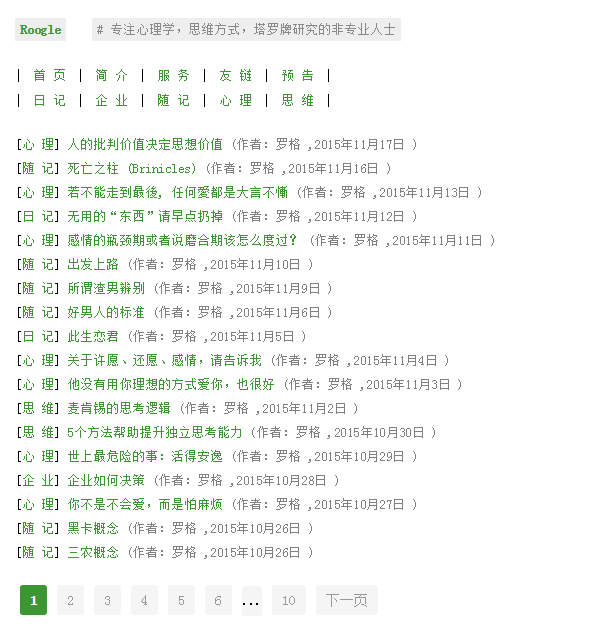 Roogle # 专注心理学，思维方式，塔罗牌研究的非专业人士
| 首 页 | 简 介 | 服 务 | 友 链 | 预 告 |
| 日 记 | 企 业 | 随 记 | 心 理 | 思 维 |
[心 理] 人的批判价值决定思想价值 (作者：罗格 ,2015年11月17日 )
[随 记] 死亡之柱 (Brinicles) (作者：罗格 ,2015年11月16日 )
[心 理] 若不能走到最後, 任何愛都是大言不慚 (作者：罗格 ,2015年11月13日 )
[日 记] 无用的“东西”请早点扔掉 (作者：罗格 ,2015年11月12日 )
[心 理] 感情的瓶颈期或者说磨合期该怎么度过？ (作者：罗格 ,2015年11月11日 )
[随 记] 出发上路 (作者：罗格 ,2015年11月10日 )
[随 记] 所谓渣男辨别 (作者：罗格 ,2015年11月9日 )
[随 记] 好男人的标准 (作者：罗格 ,2015年11月6日 )
[日 记] 此生恋君 (作者：罗格 ,2015年11月5日 )
[心 理] 关于许愿、还愿、感情，请告诉我 (作者：罗格 ,2015年11月4日 )
[心 理] 他没有用你理想的方式爱你，也很好 (作者：罗格 ,2015年11月3日 )
[思 维] 麦肯锡的思考逻辑 (作者：罗格 ,2015年11月2日 )
[思 维] 5个方法帮助提升独立思考能力 (作者：罗格 ,2015年10月30日 )
[心 理] 世上最危险的事：活得安逸 (作者：罗格 ,2015年10月29日 )
[企 业] 企业如何决策 (作者：罗格 ,2015年10月28日 )
[心 理] 你不是不会爱，而是怕麻烦 (作者：罗格 ,2015年10月27日 )
[随 记] 黑卡概念 (作者：罗格 ,2015年10月26日 )
[随 记] 三农概念 (作者：罗格 ,2015年10月26日 )
1 2 3 4 5 6 ... 10 下一页